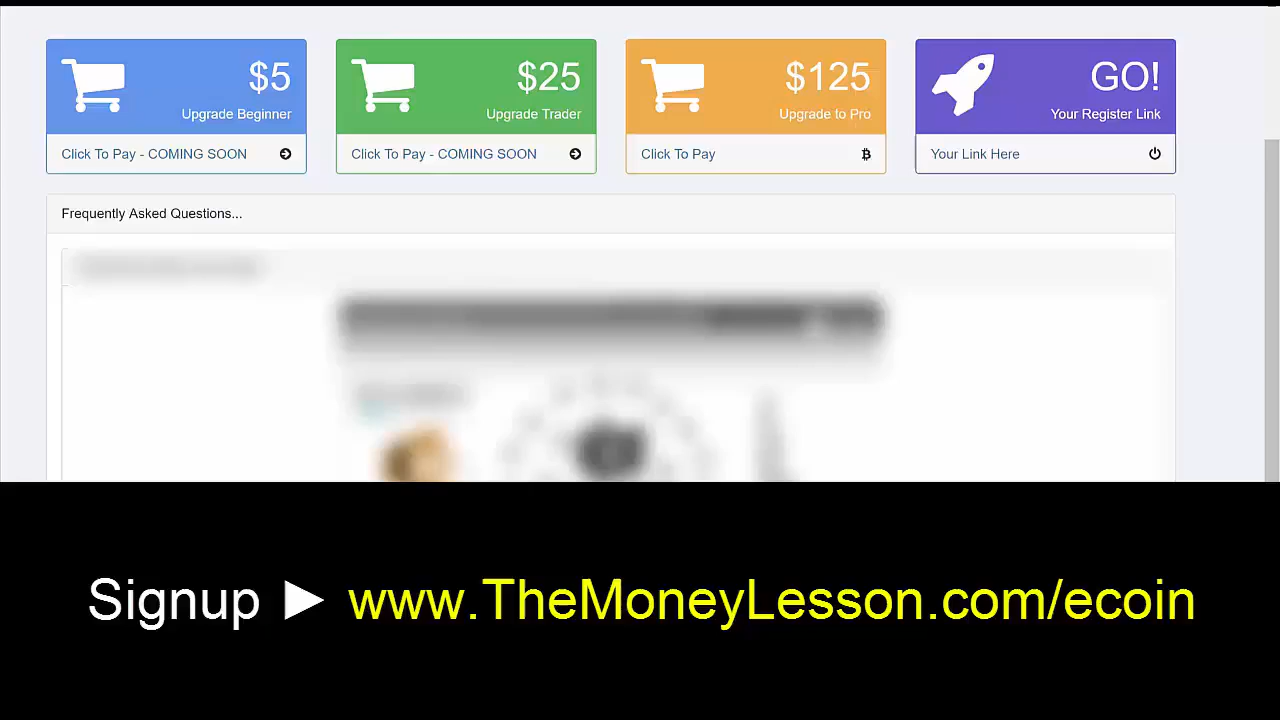 $5
Upgrade Beginner
Click To Pay - COMING SOON
$25
Upgrade Trader
Click To Pay - COMING SOON
$125
Upgrade to Pro
Click To Pay
GO!
Your Register Link
Your Link Here
Frequently Asked Questions...
Signup ► www.TheMoneyLesson.com/ecoin